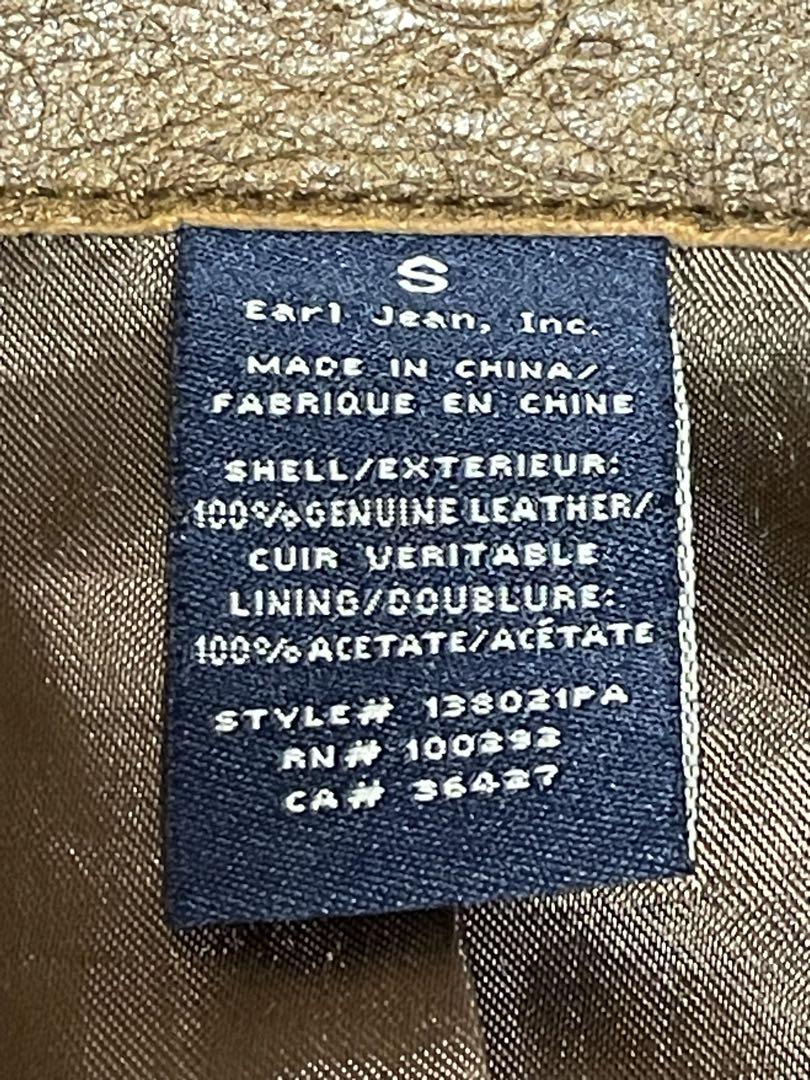 S
Earl Jean, Inc.
MADE IN CHINA/
FABRIQUE EN CHINE
SHELL/EXTERIEUR:
100% GENUINE LEATHER/
CUIR VERITABLE
LINING/DOUBLURE:
100% ACETATE/ACÉTATE
STYLE# 138021PA
RN# 100292
CA# 36427